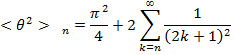 < θ² >ₙ = π²/4 + 2 ∑_{k=n}^{∞} 1/(2k + 1)²